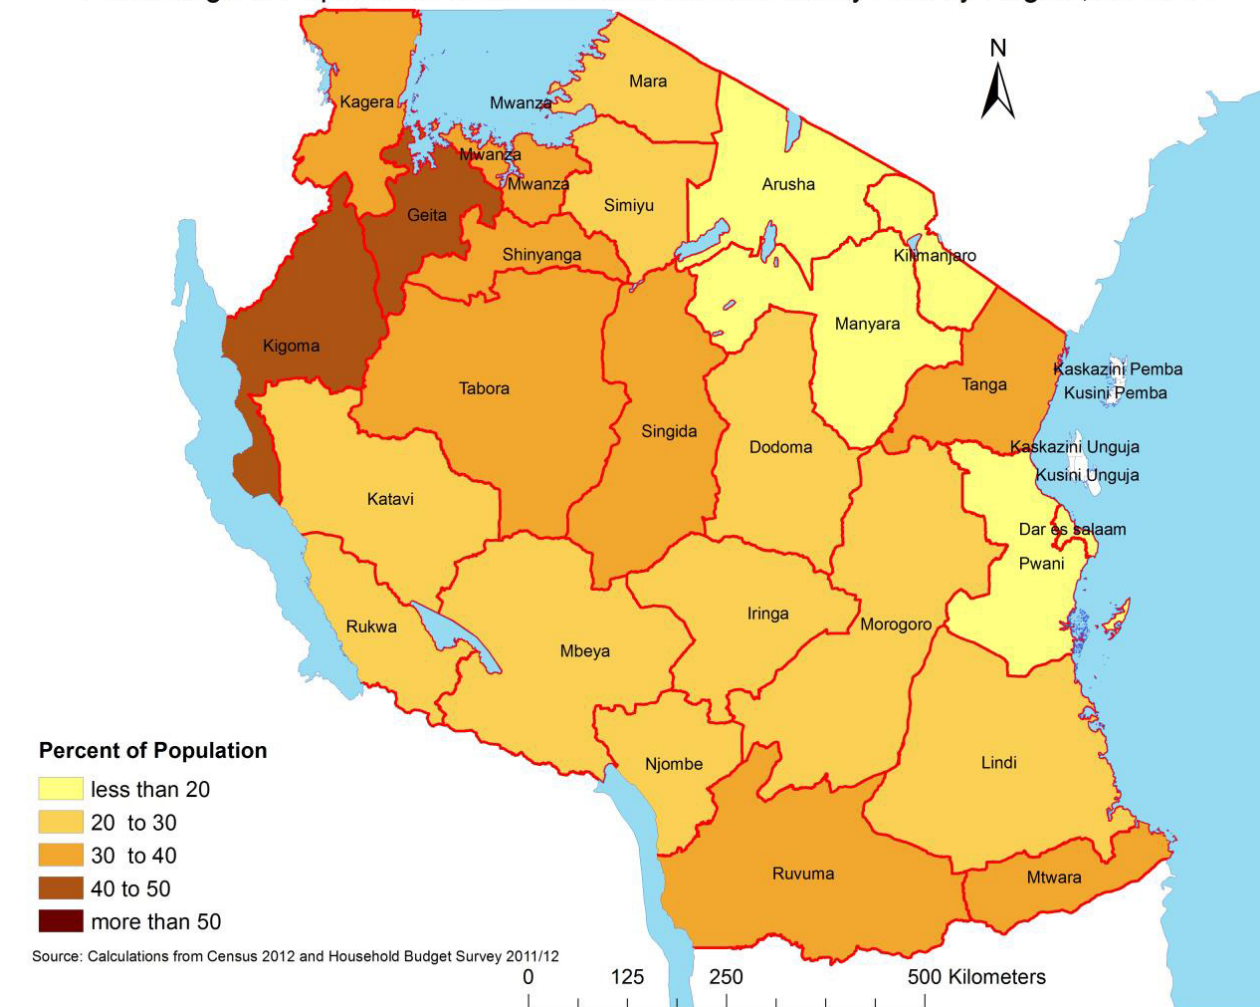 N
Mara
Kagera
Mwanza
Mwanza
Mwanza
Arusha
Simiyu
Geita
Shinyanga
Kilimanjaro
Manyara
Kigoma
Kaskazini Pemba
Tanga
Tabora
Kusini Pemba
Singida
Dodoma
Kaskazini Unguja
Kusini Unguja
Katavi
Dar es salaam
Pwani
Iringa
Morogoro
Rukwa
Mbeya
Njombe
Lindi
Ruvuma
Mtwara
Percent of Population
less than 20
20 to 30
30 to 40
40 to 50
more than 50
Source: Calculations from Census 2012 and Household Budget Survey 2011/12
0 125 250 500 Kilometers